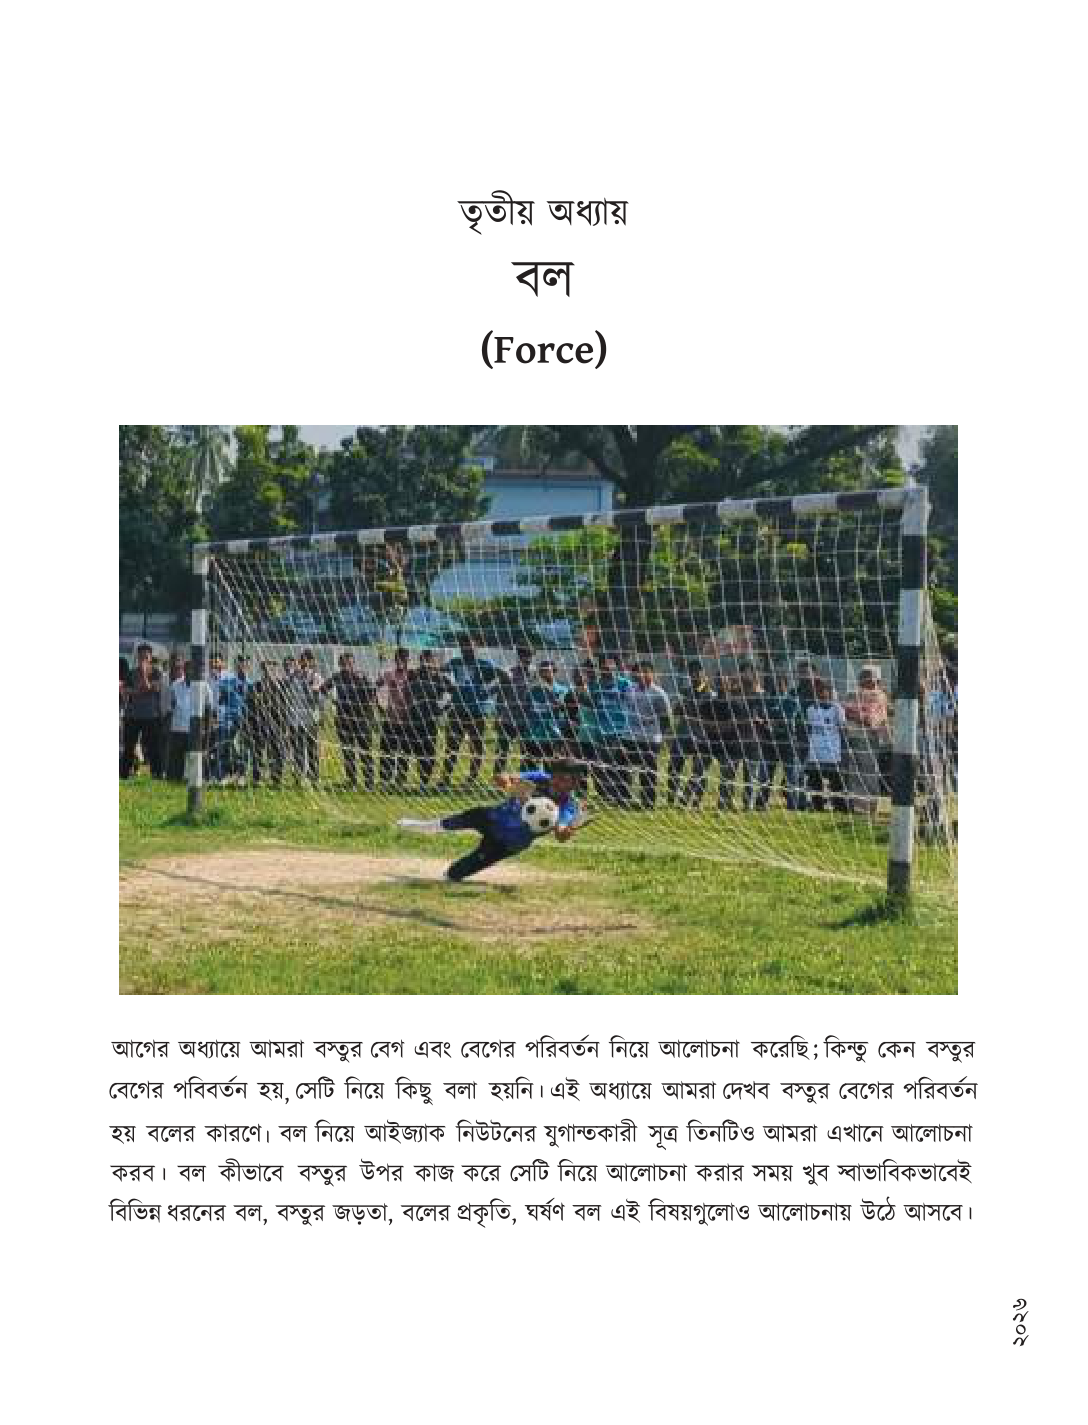 তৃতীয় অধ্যায়
বল
(Force)
আগের অধ্যায়ে আমরা বস্তুর বেগ এবং বেগের পরিবর্তন নিয়ে আলোচনা করেছি; কিন্তু কেন বস্তুর
বেগের পবিবর্তন হয়, সেটি নিয়ে কিছু বলা হয়নি। এই অধ্যায়ে আমরা দেখব বস্তুর বেগের পরিবর্তন
হয় বলের কারণে। বল নিয়ে আইজ্যাক নিউটনের যুগান্তকারী সূত্র তিনটিও আমরা এখানে আলোচনা
করব। বল কীভাবে বস্তুর উপর কাজ করে সেটি নিয়ে আলোচনা করার সময় খুব স্বাভাবিকভাবেই
বিভিন্ন ধরনের বল, বস্তুর জড়তা, বলের প্রকৃতি, ঘর্ষণ বল এই বিষয়গুলোও আলোচনায় উঠে আসবে।
২০২৬